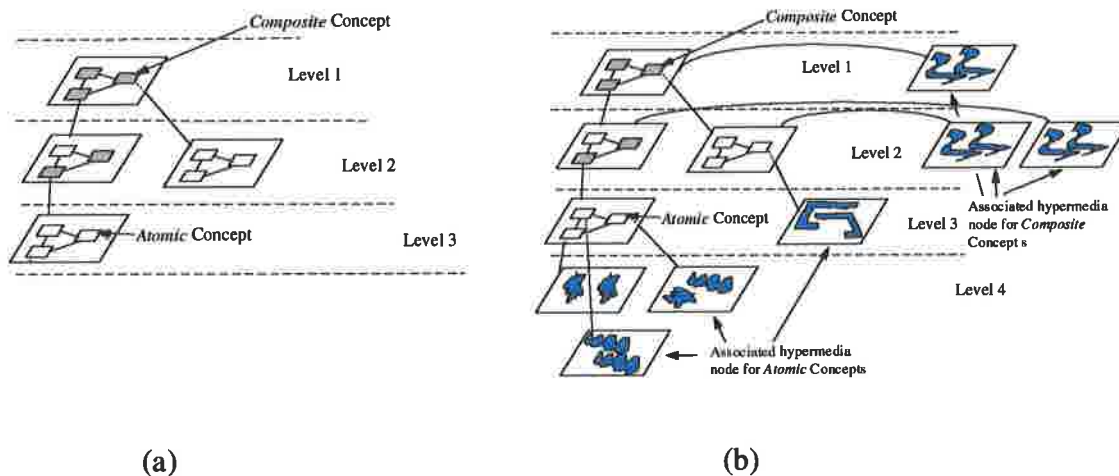 Composite Concept
Level 1
Level 2
Atomic Concept
Level 3
(a)
Composite Concept
Level 1
Level 2
Associated hypermedia
node for Composite
Concept s
Atomic Concept
Level 3
Level 4
Associated hypermedia
node for Atomic Concepts
(b)